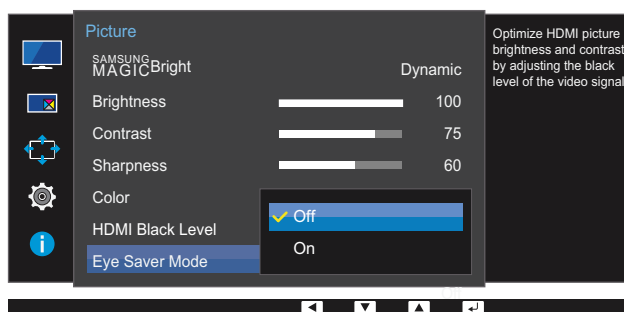 Picture
SAMSUNG
MAGICBright Dynamic
Brightness 100
Contrast 75
Sharpness 60
Color
HDMI Black Level
Eye Saver Mode
Off
On
Optimize HDMI picture
brightness and contrast
by adjusting the black
level of the video signal